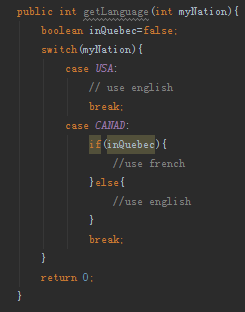 public int getLanguage(int myNation){
    boolean inQuebec=false;
    switch(myNation){
        case USA:
            // use english
            break;
        case CANAD:
            if(inQuebec){
                //use french
            }else{
                //use english
            }
            break;
    }
    return 0;
}